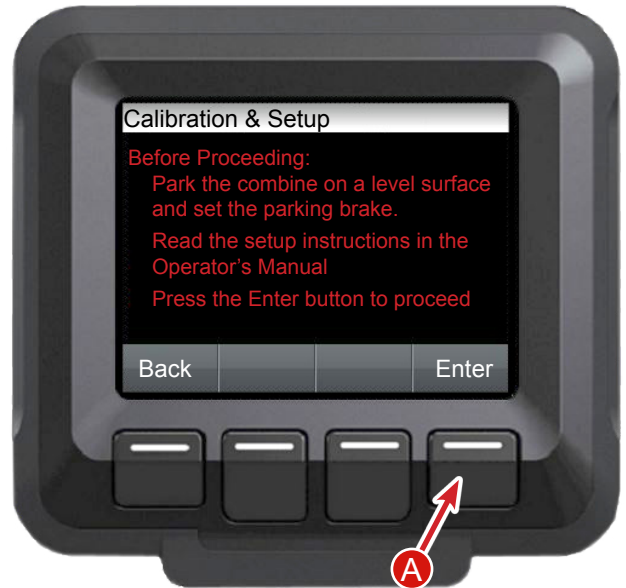 Calibration & Setup
Before Proceeding:
Park the combine on a level surface
and set the parking brake.
Read the setup instructions in the
Operator's Manual
Press the Enter button to proceed
Back Enter
A